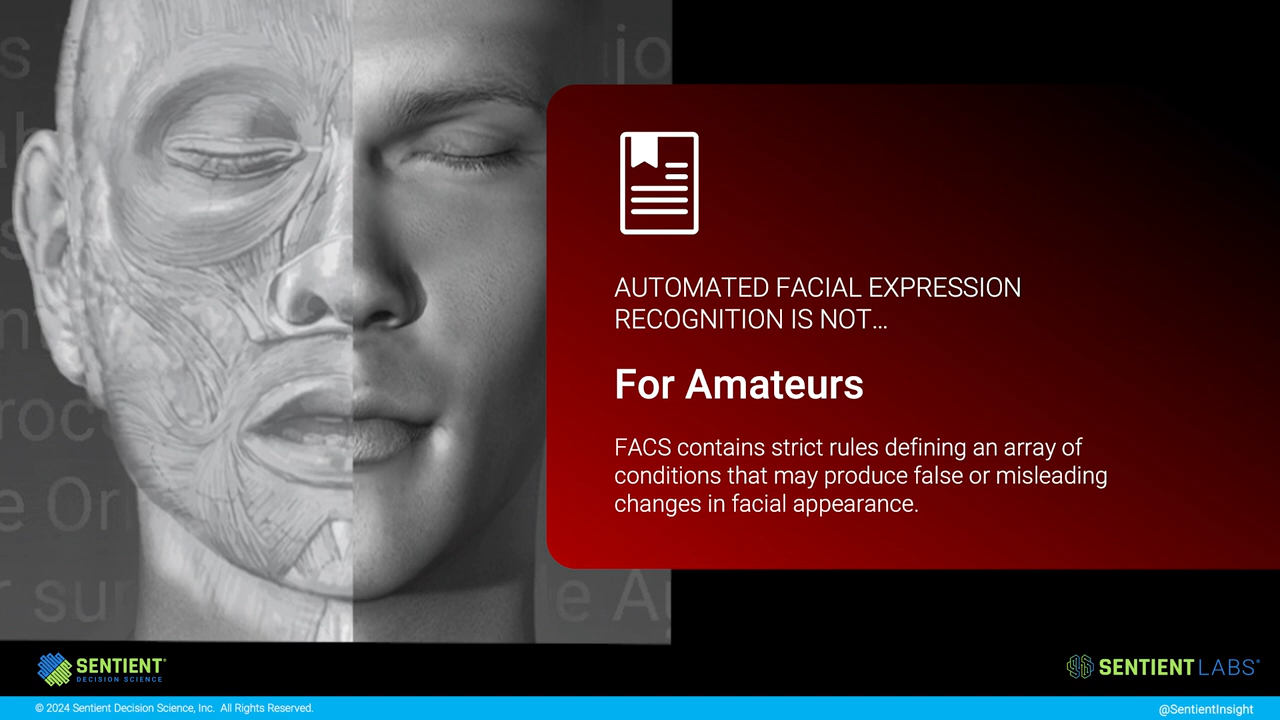 AUTOMATED FACIAL EXPRESSION
RECOGNITION IS NOT...
For Amateurs
FACS contains strict rules defining an array of
conditions that may produce false or misleading
changes in facial appearance.
SENTIENT®
DECISION SCIENCE
SENTIENT LABS®
© 2024 Sentient Decision Science, Inc. All Rights Reserved.
@SentientInsight